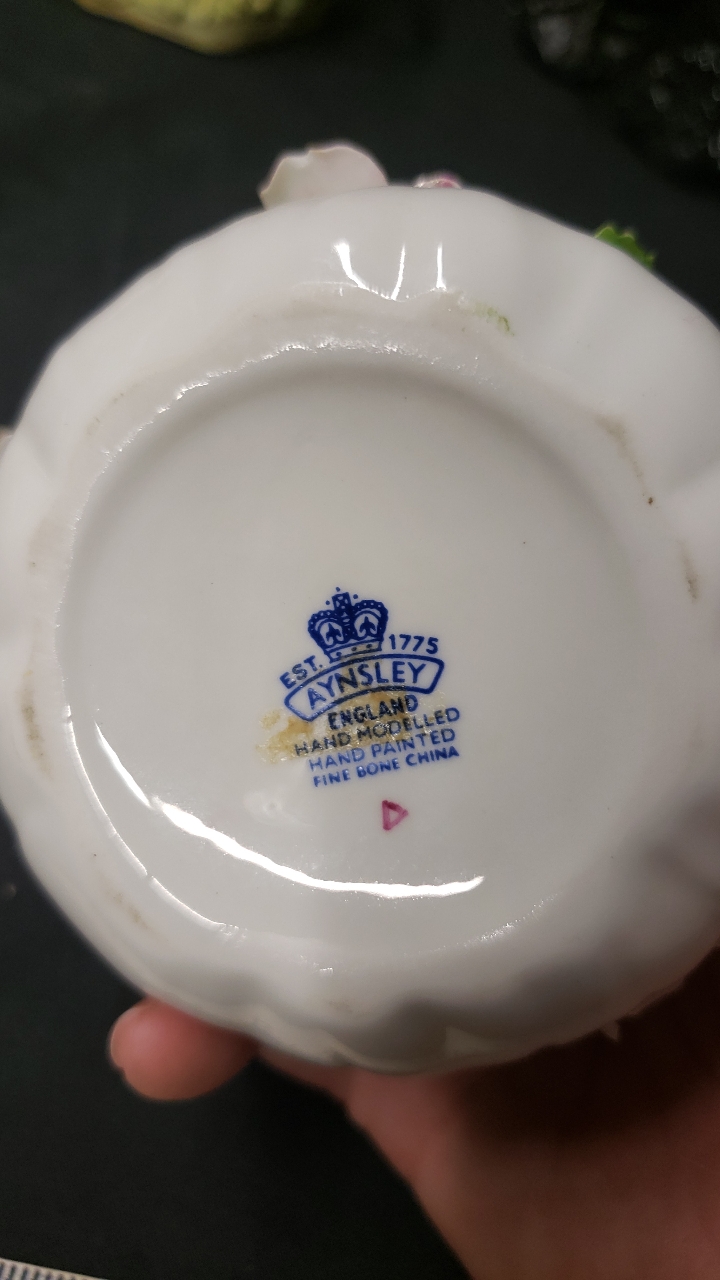 EST. 1775
AYNSLEY
ENGLAND
HAND MODELLED
HAND PAINTED
FINE BONE CHINA